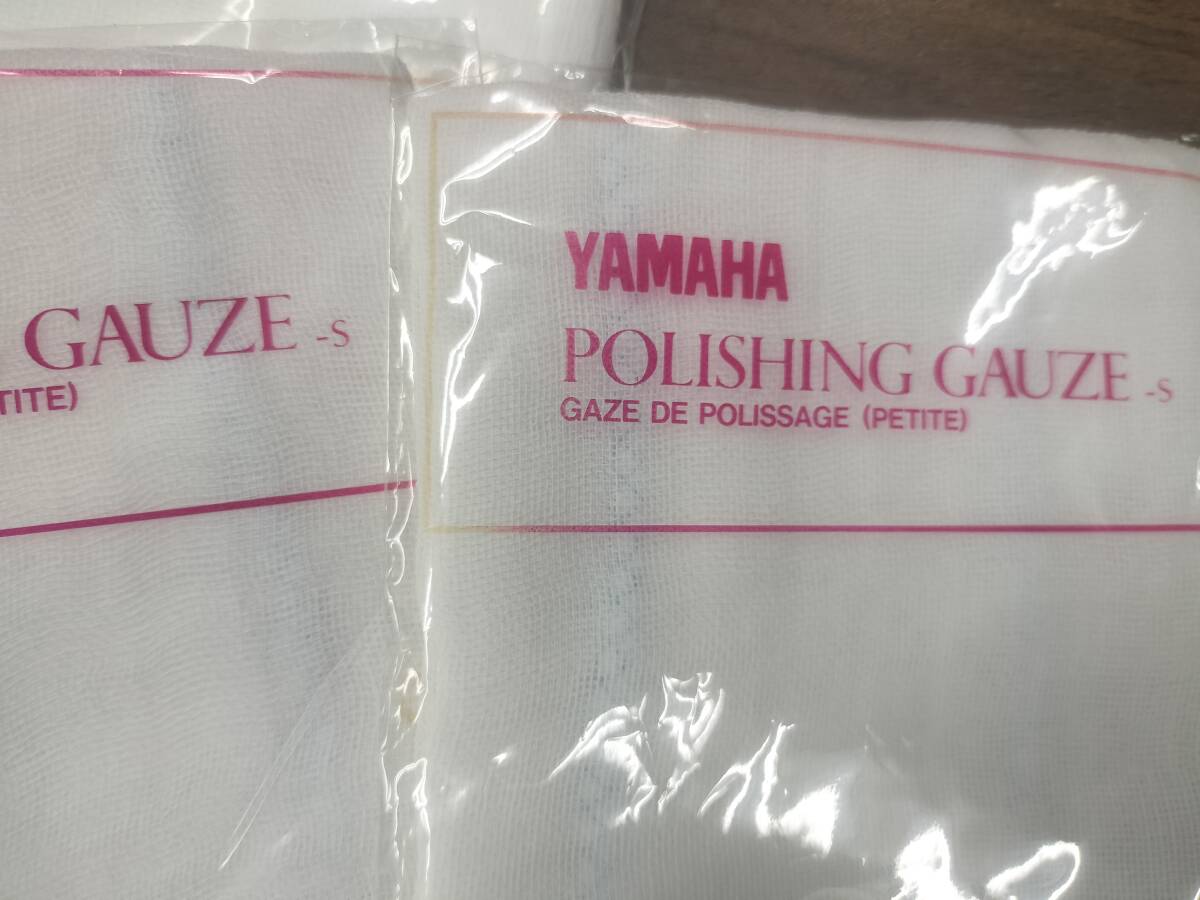 GAUZE -S
TITE)
YAMAHA
POLISHING GAUZE -S
GAZE DE POLISSAGE (PETITE)